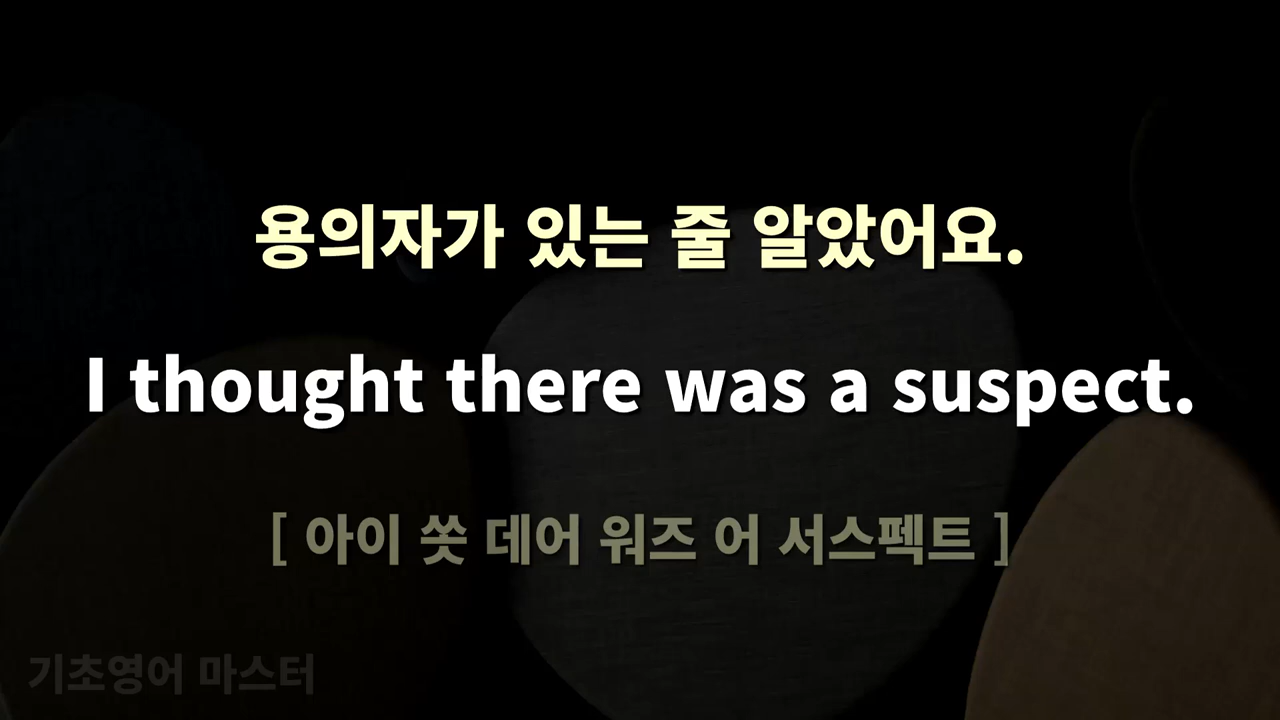 용의자가 있는 줄 알았어요.
I thought there was a suspect.
[ 아이 쏫 데어 워즈 어 서스펙트 ]
기초영어 마스터